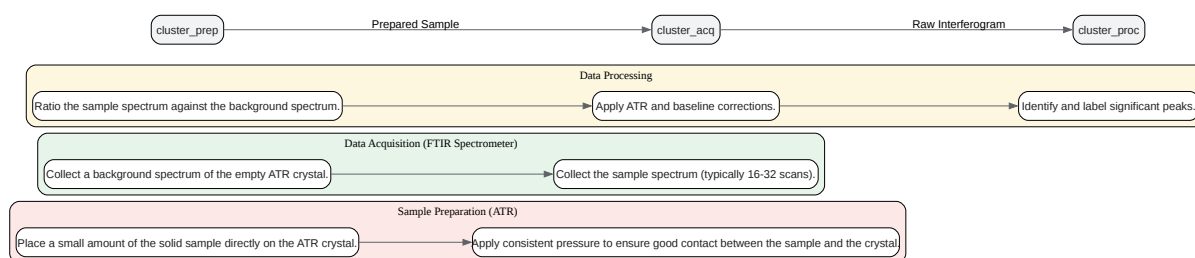 cluster_prep
Prepared Sample
cluster_acq
Raw Interferogram
cluster_proc
Data Processing
Ratio the sample spectrum against the background spectrum.
Apply ATR and baseline corrections.
Identify and label significant peaks.
Data Acquisition (FTIR Spectrometer)
Collect a background spectrum of the empty ATR crystal.
Collect the sample spectrum (typically 16-32 scans).
Sample Preparation (ATR)
Place a small amount of the solid sample directly on the ATR crystal.
Apply consistent pressure to ensure good contact between the sample and the crystal.